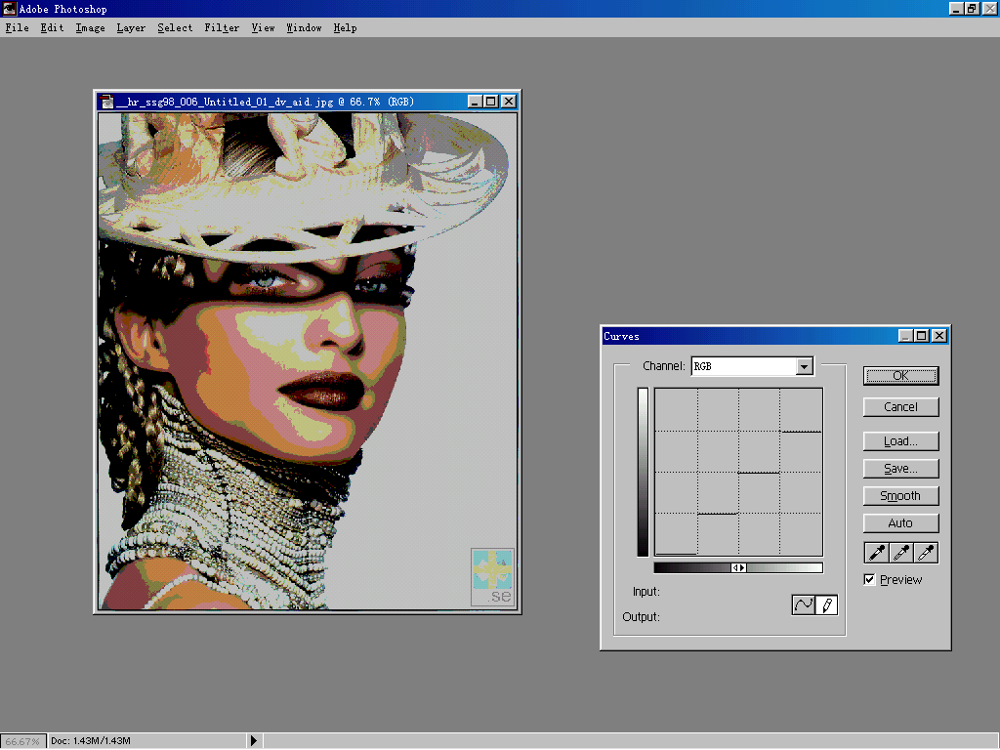 Adobe Photoshop
File Edit Image Layer Select Filter View Window Help
__hr_ssg98_006_Untitled_01_dv_aid.jpg @ 66.7% (RGB)
.se
Curves
Channel: RGB
OK
Cancel
Load...
Save...
Smooth
Auto
Preview
Input:
Output:
66.67% Doc: 1.43M/1.43M